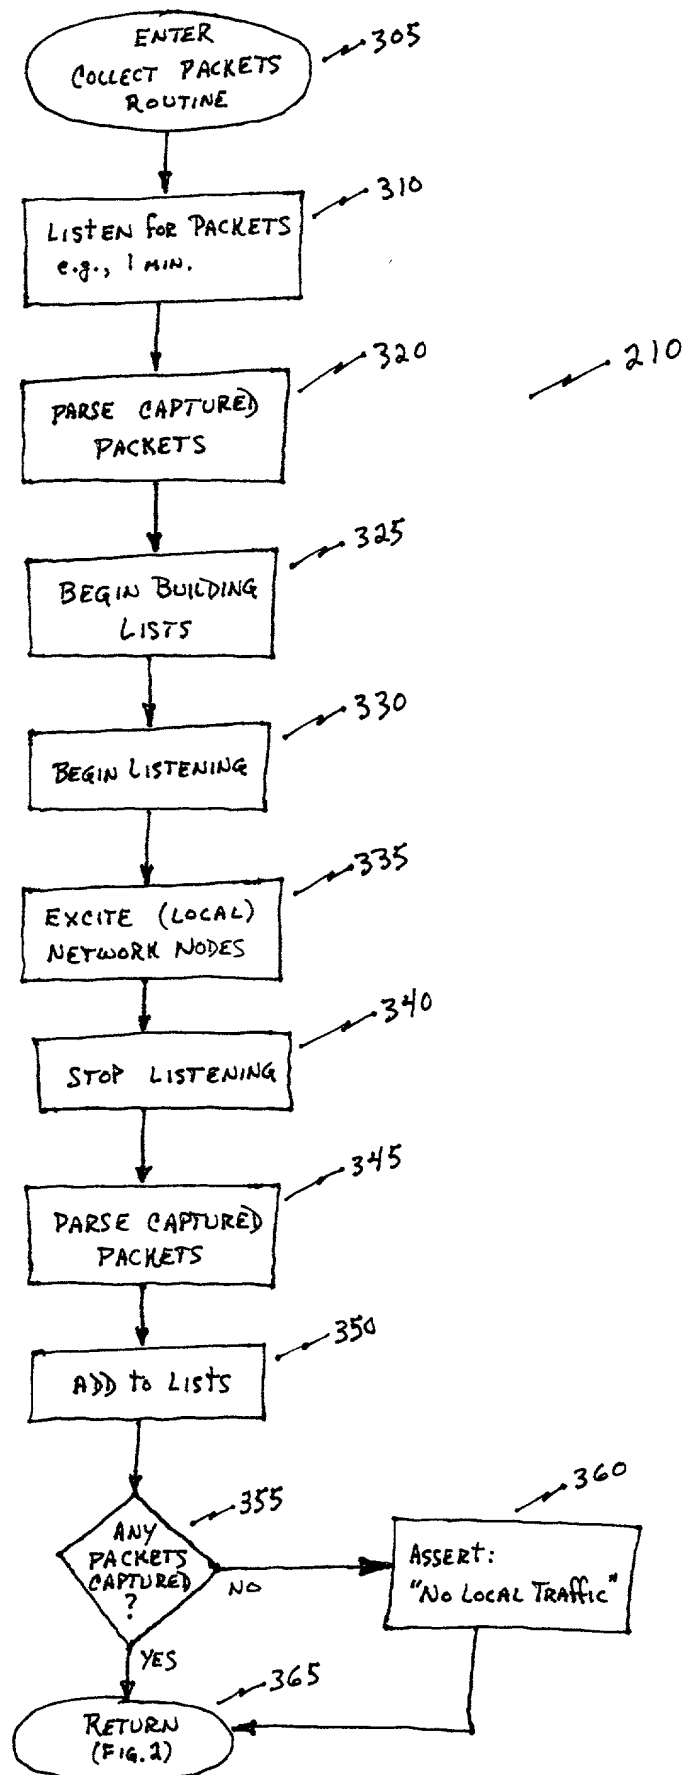 ENTER
COLLECT PACKETS
ROUTINE
305
LISTEN FOR PACKETS
e.g., 1 MIN.
310
PARSE CAPTURED
PACKETS
320
210
BEGIN BUILDING
LISTS
325
BEGIN LISTENING
330
EXCITE (LOCAL)
NETWORK NODES
335
STOP LISTENING
340
PARSE CAPTURED
PACKETS
345
ADD to LISTS
350
ANY
PACKETS
CAPTURED
?
355
NO
YES
ASSERT:
"NO LOCAL TRAFFIC"
360
RETURN
(FIG. 2)
365